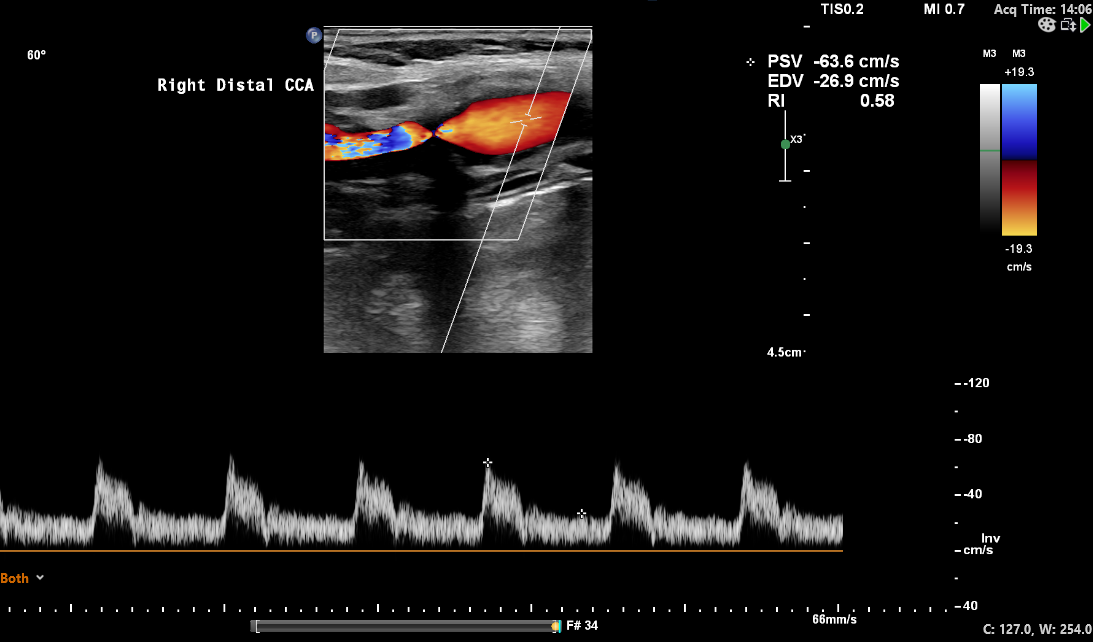 TIS0.2 MI 0.7 Acq Time: 14:06
P
60°
Right Distal CCA
PSV -63.6 cm/s
EDV -26.9 cm/s
RI 0.58
X3
M3 M3
+19.3
-19.3
cm/s
4.5cm
-120
-80
-40
Inv
cm/s
Both
40
66mm/s
F# 34
C: 127.0, W: 254.0